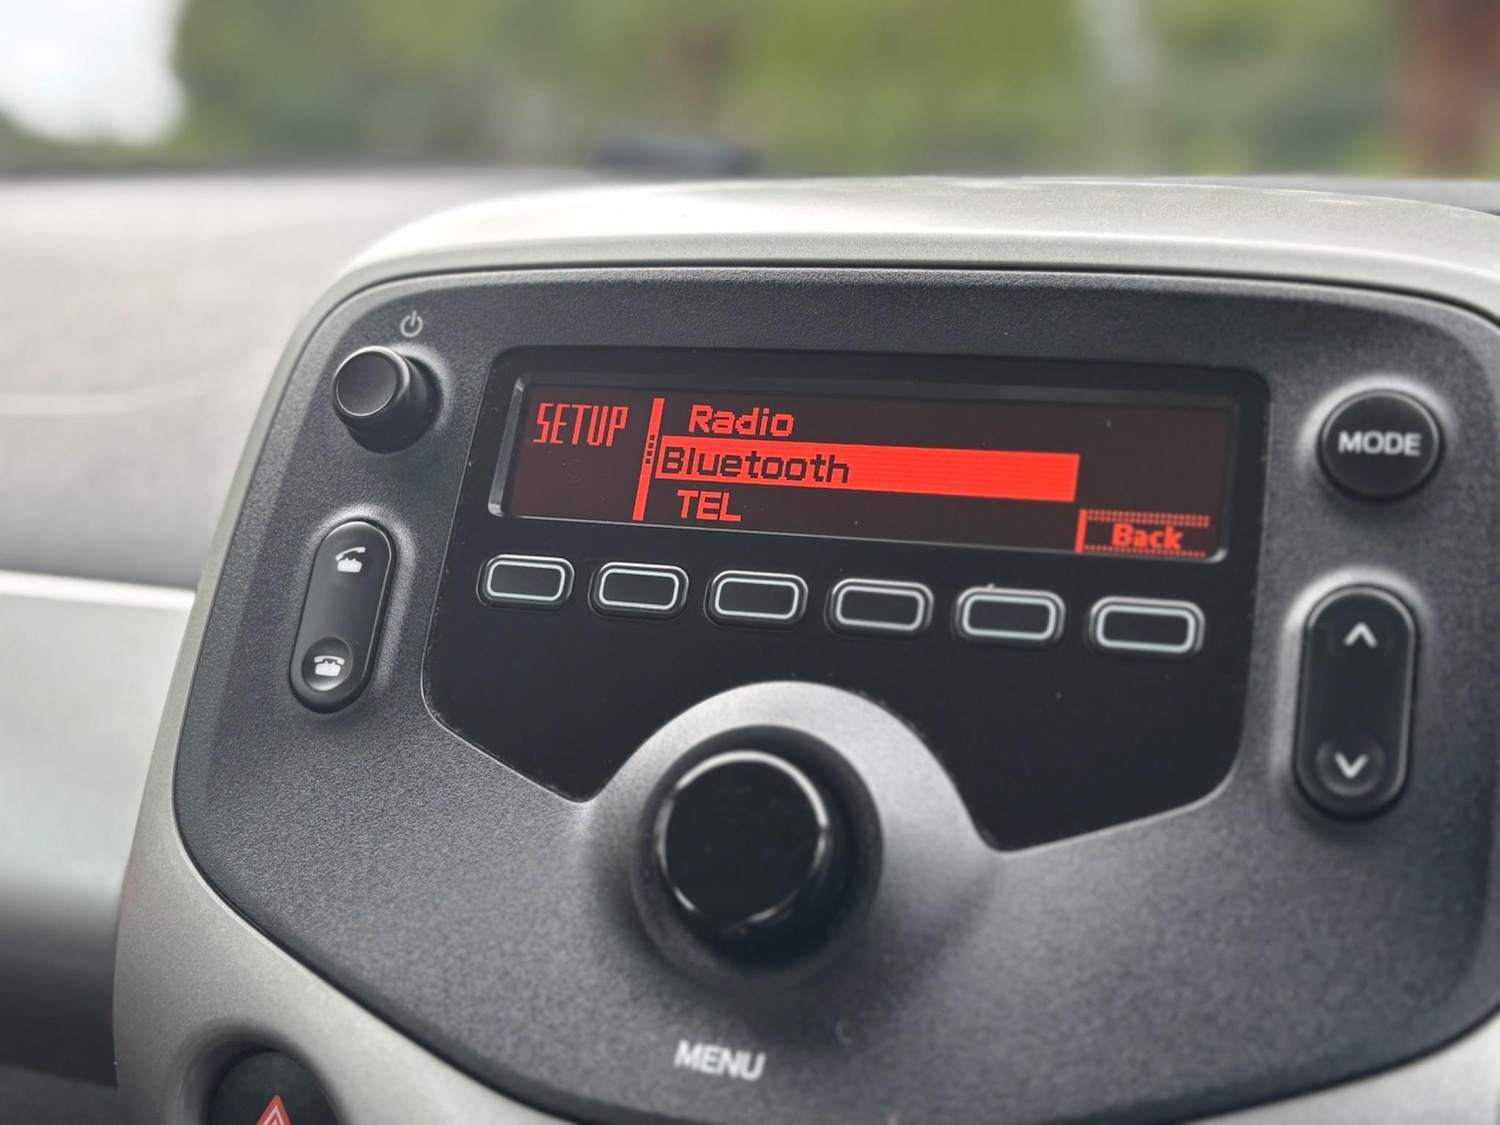 SETUP
Radio
Bluetooth
TEL
Back
MODE
MENU